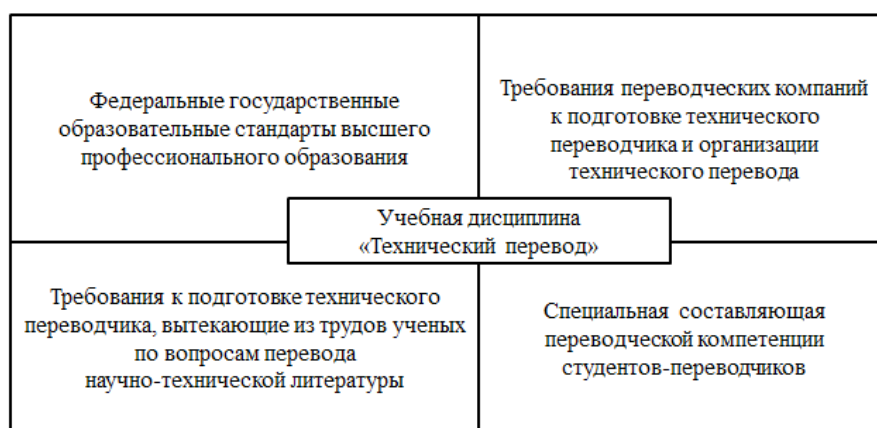 Федеральные государственные
образовательные стандарты высшего
профессионального образования
Требования переводческих компаний
к подготовке технического
переводчика и организации
технического перевода
Учебная дисциплина
«Технический перевод»
Требования к подготовке технического
переводчика, вытекающие из трудов ученых
по вопросам перевода
научно-технической литературы
Специальная составляющая
переводческой компетенции
студентов-переводчиков